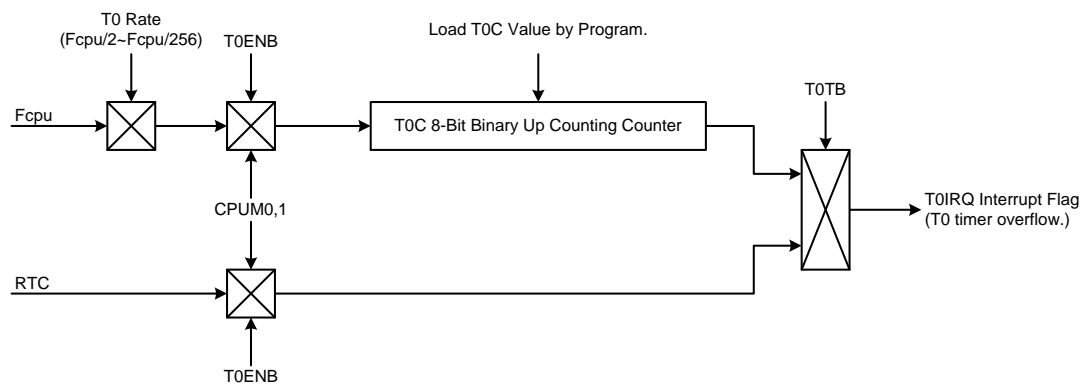 T0 Rate
(Fcpu/2~Fcpu/256)
T0ENB
Load T0C Value by Program.
T0TB
Fcpu
T0C 8-Bit Binary Up Counting Counter
CPUM0,1
T0IRQ Interrupt Flag
(T0 timer overflow.)
RTC
T0ENB